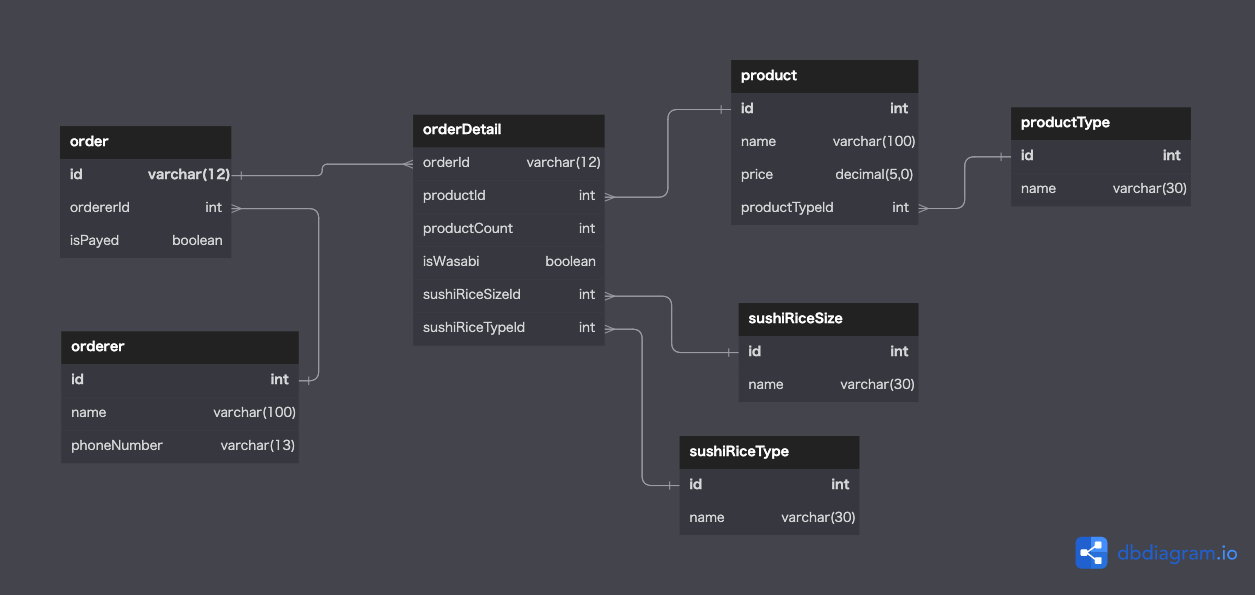 order
id varchar(12)
ordererId int
isPayed boolean
orderer
id int
name varchar(100)
phoneNumber varchar(13)
orderDetail
orderId varchar(12)
productId int
productCount int
isWasabi boolean
sushiRiceSizeId int
sushiRiceTypeId int
product
id int
name varchar(100)
price decimal(5,0)
productTypeId int
productType
id int
name varchar(30)
sushiRiceSize
id int
name varchar(30)
sushiRiceType
id int
name varchar(30)
dbdiagram.io